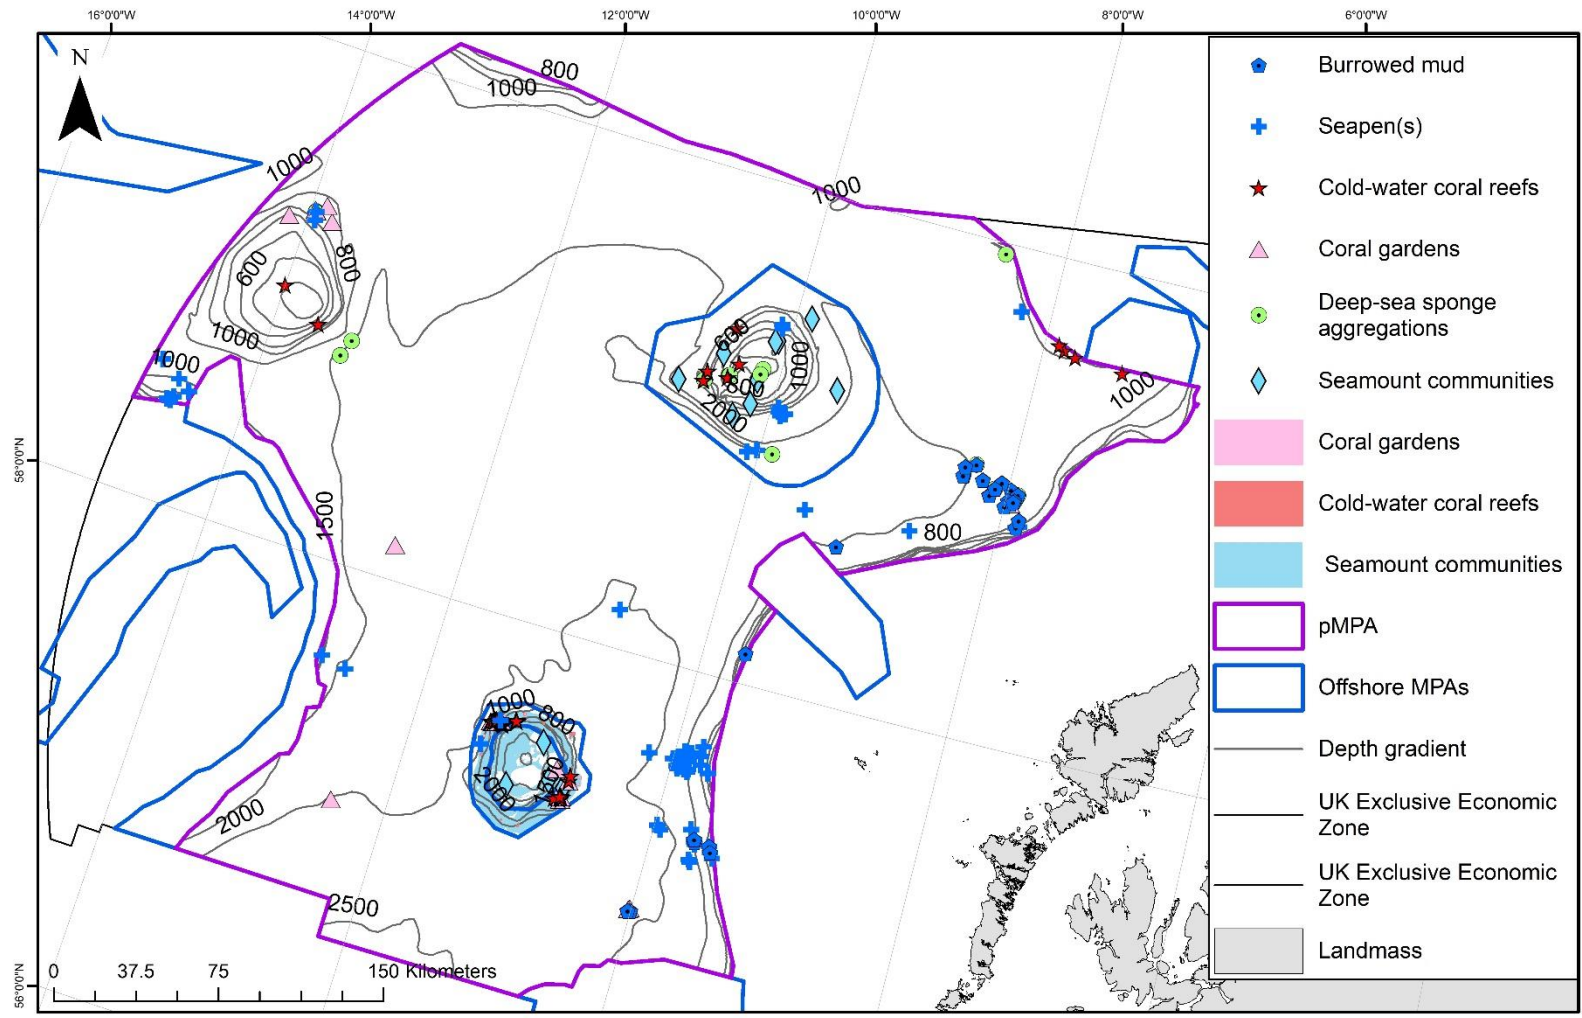 16°0'0"W 14°0'0"W 12°0'0"W 10°0'0"W 8°0'0"W 6°0'0"W
N
800
1000
1000
1000
600
800
1000
1000
600
1000
800
2000
1000
58°0'0"N
1500
800
1000
800
2000
1500
2000
2500
0 37.5 75 150 Kilometers
56°0'0"N
Burrowed mud
Seapen(s)
Cold-water coral reefs
Coral gardens
Deep-sea sponge
aggregations
Seamount communities
Coral gardens
Cold-water coral reefs
Seamount communities
pMPA
Offshore MPAs
Depth gradient
UK Exclusive Economic
Zone
UK Exclusive Economic
Zone
Landmass